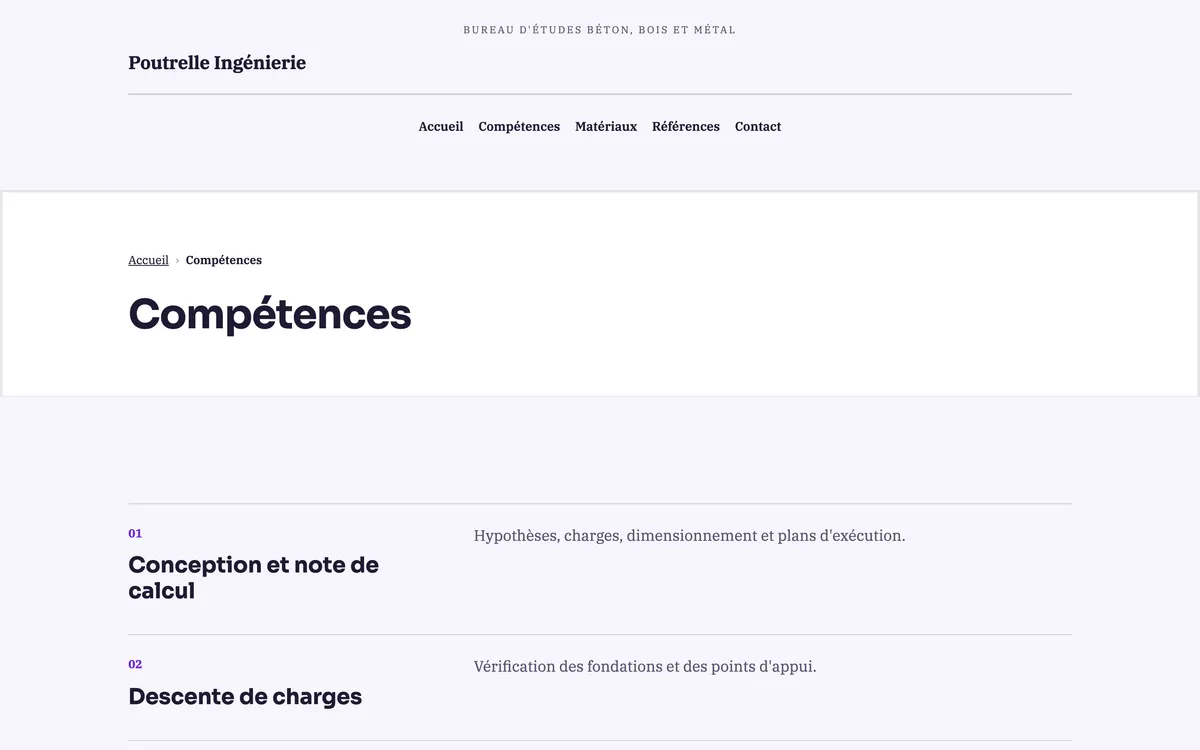 BUREAU D'ÉTUDES BÉTON, BOIS ET MÉTAL
Poutrelle Ingénierie
Accueil Compétences Matériaux Références Contact
Accueil › Compétences
Compétences
01
Conception et note de
calcul
Hypothèses, charges, dimensionnement et plans d'exécution.
02
Descente de charges
Vérification des fondations et des points d'appui.